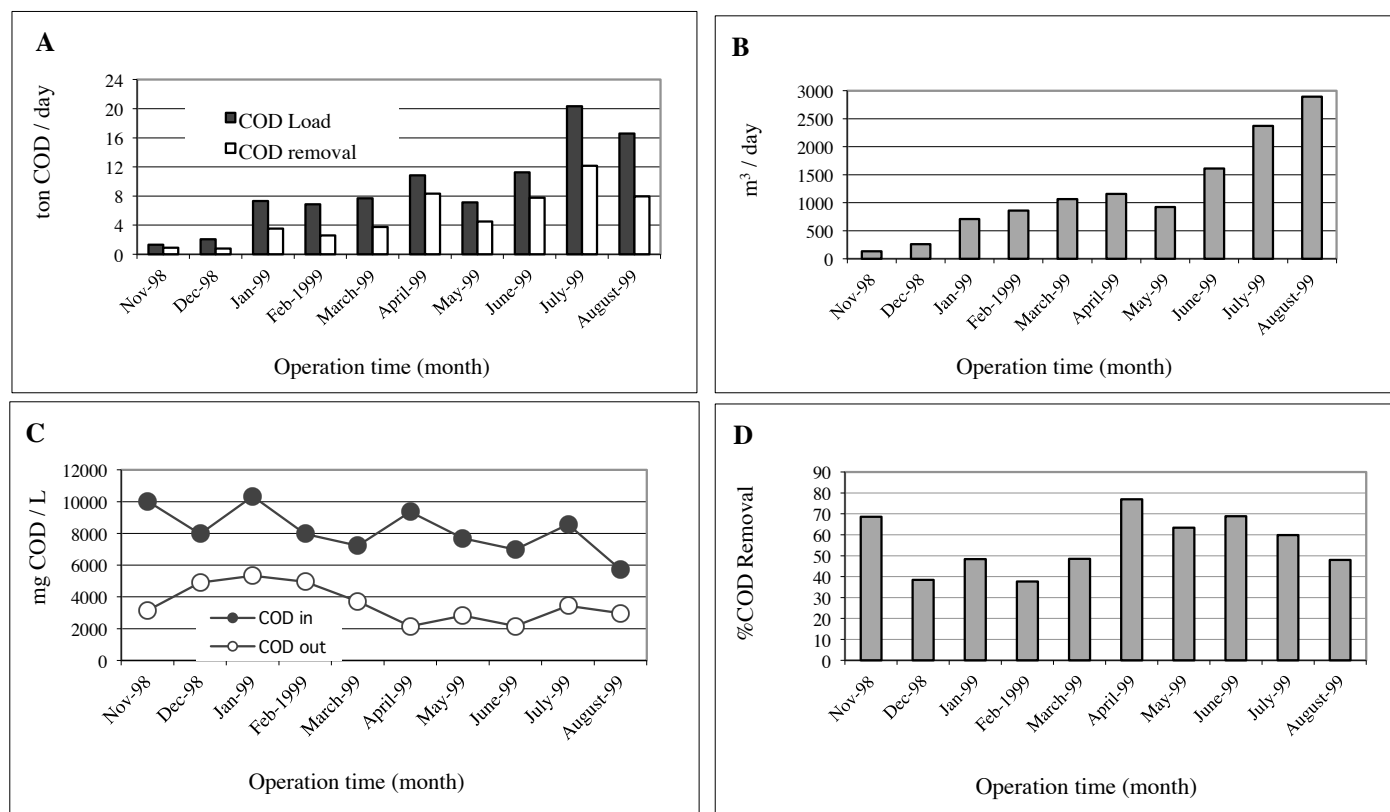 A
ton COD / day
24
20
16
12
8
4
0
COD Load
COD removal
Nov-98
Dec-98
Jan-99
Feb-1999
March-99
April-99
May-99
June-99
July-99
August-99
Operation time (month)
B
m³ / day
3000
2500
2000
1500
1000
500
0
Nov-98
Dec-98
Jan-99
Feb-1999
March-99
April-99
May-99
June-99
July-99
August-99
Operation time (month)
C
mg COD / L
12000
10000
8000
6000
4000
2000
0
COD in
COD out
Nov-98
Dec-98
Jan-99
Feb-1999
March-99
April-99
May-99
June-99
July-99
August-99
Operation time (month)
D
%COD Removal
90
80
70
60
50
40
30
20
10
0
Nov-98
Dec-98
Jan-99
Feb-1999
March-99
April-99
May-99
June-99
July-99
August-99
Operation time (month)